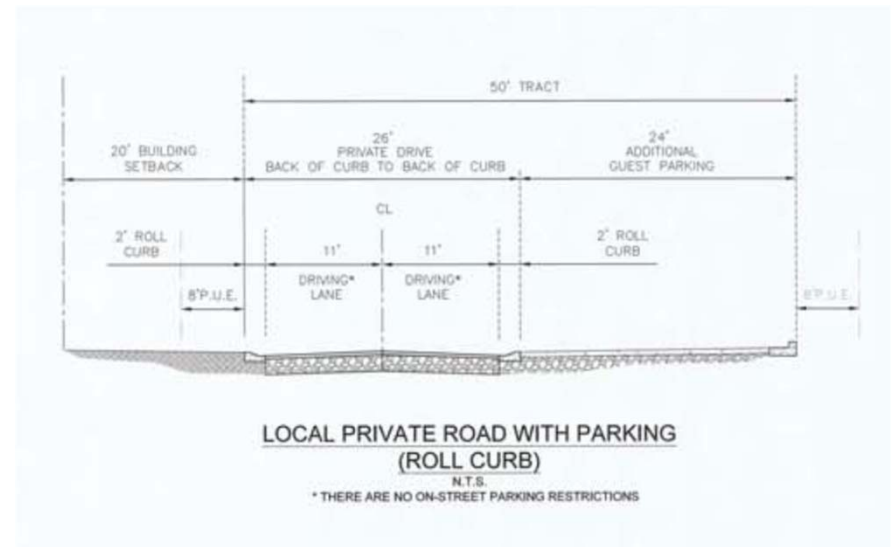 50' TRACT
20' BUILDING
SETBACK
26'
PRIVATE DRIVE
BACK OF CURB TO BACK OF CURB
24'
ADDITIONAL
GUEST PARKING
CL
2' ROLL
CURB
11'
11'
2' ROLL
CURB
DRIVING*
LANE
DRIVING*
LANE
8'P.U.E.
8'P.U.E.
LOCAL PRIVATE ROAD WITH PARKING
(ROLL CURB)
N.T.S.
* THERE ARE NO ON-STREET PARKING RESTRICTIONS